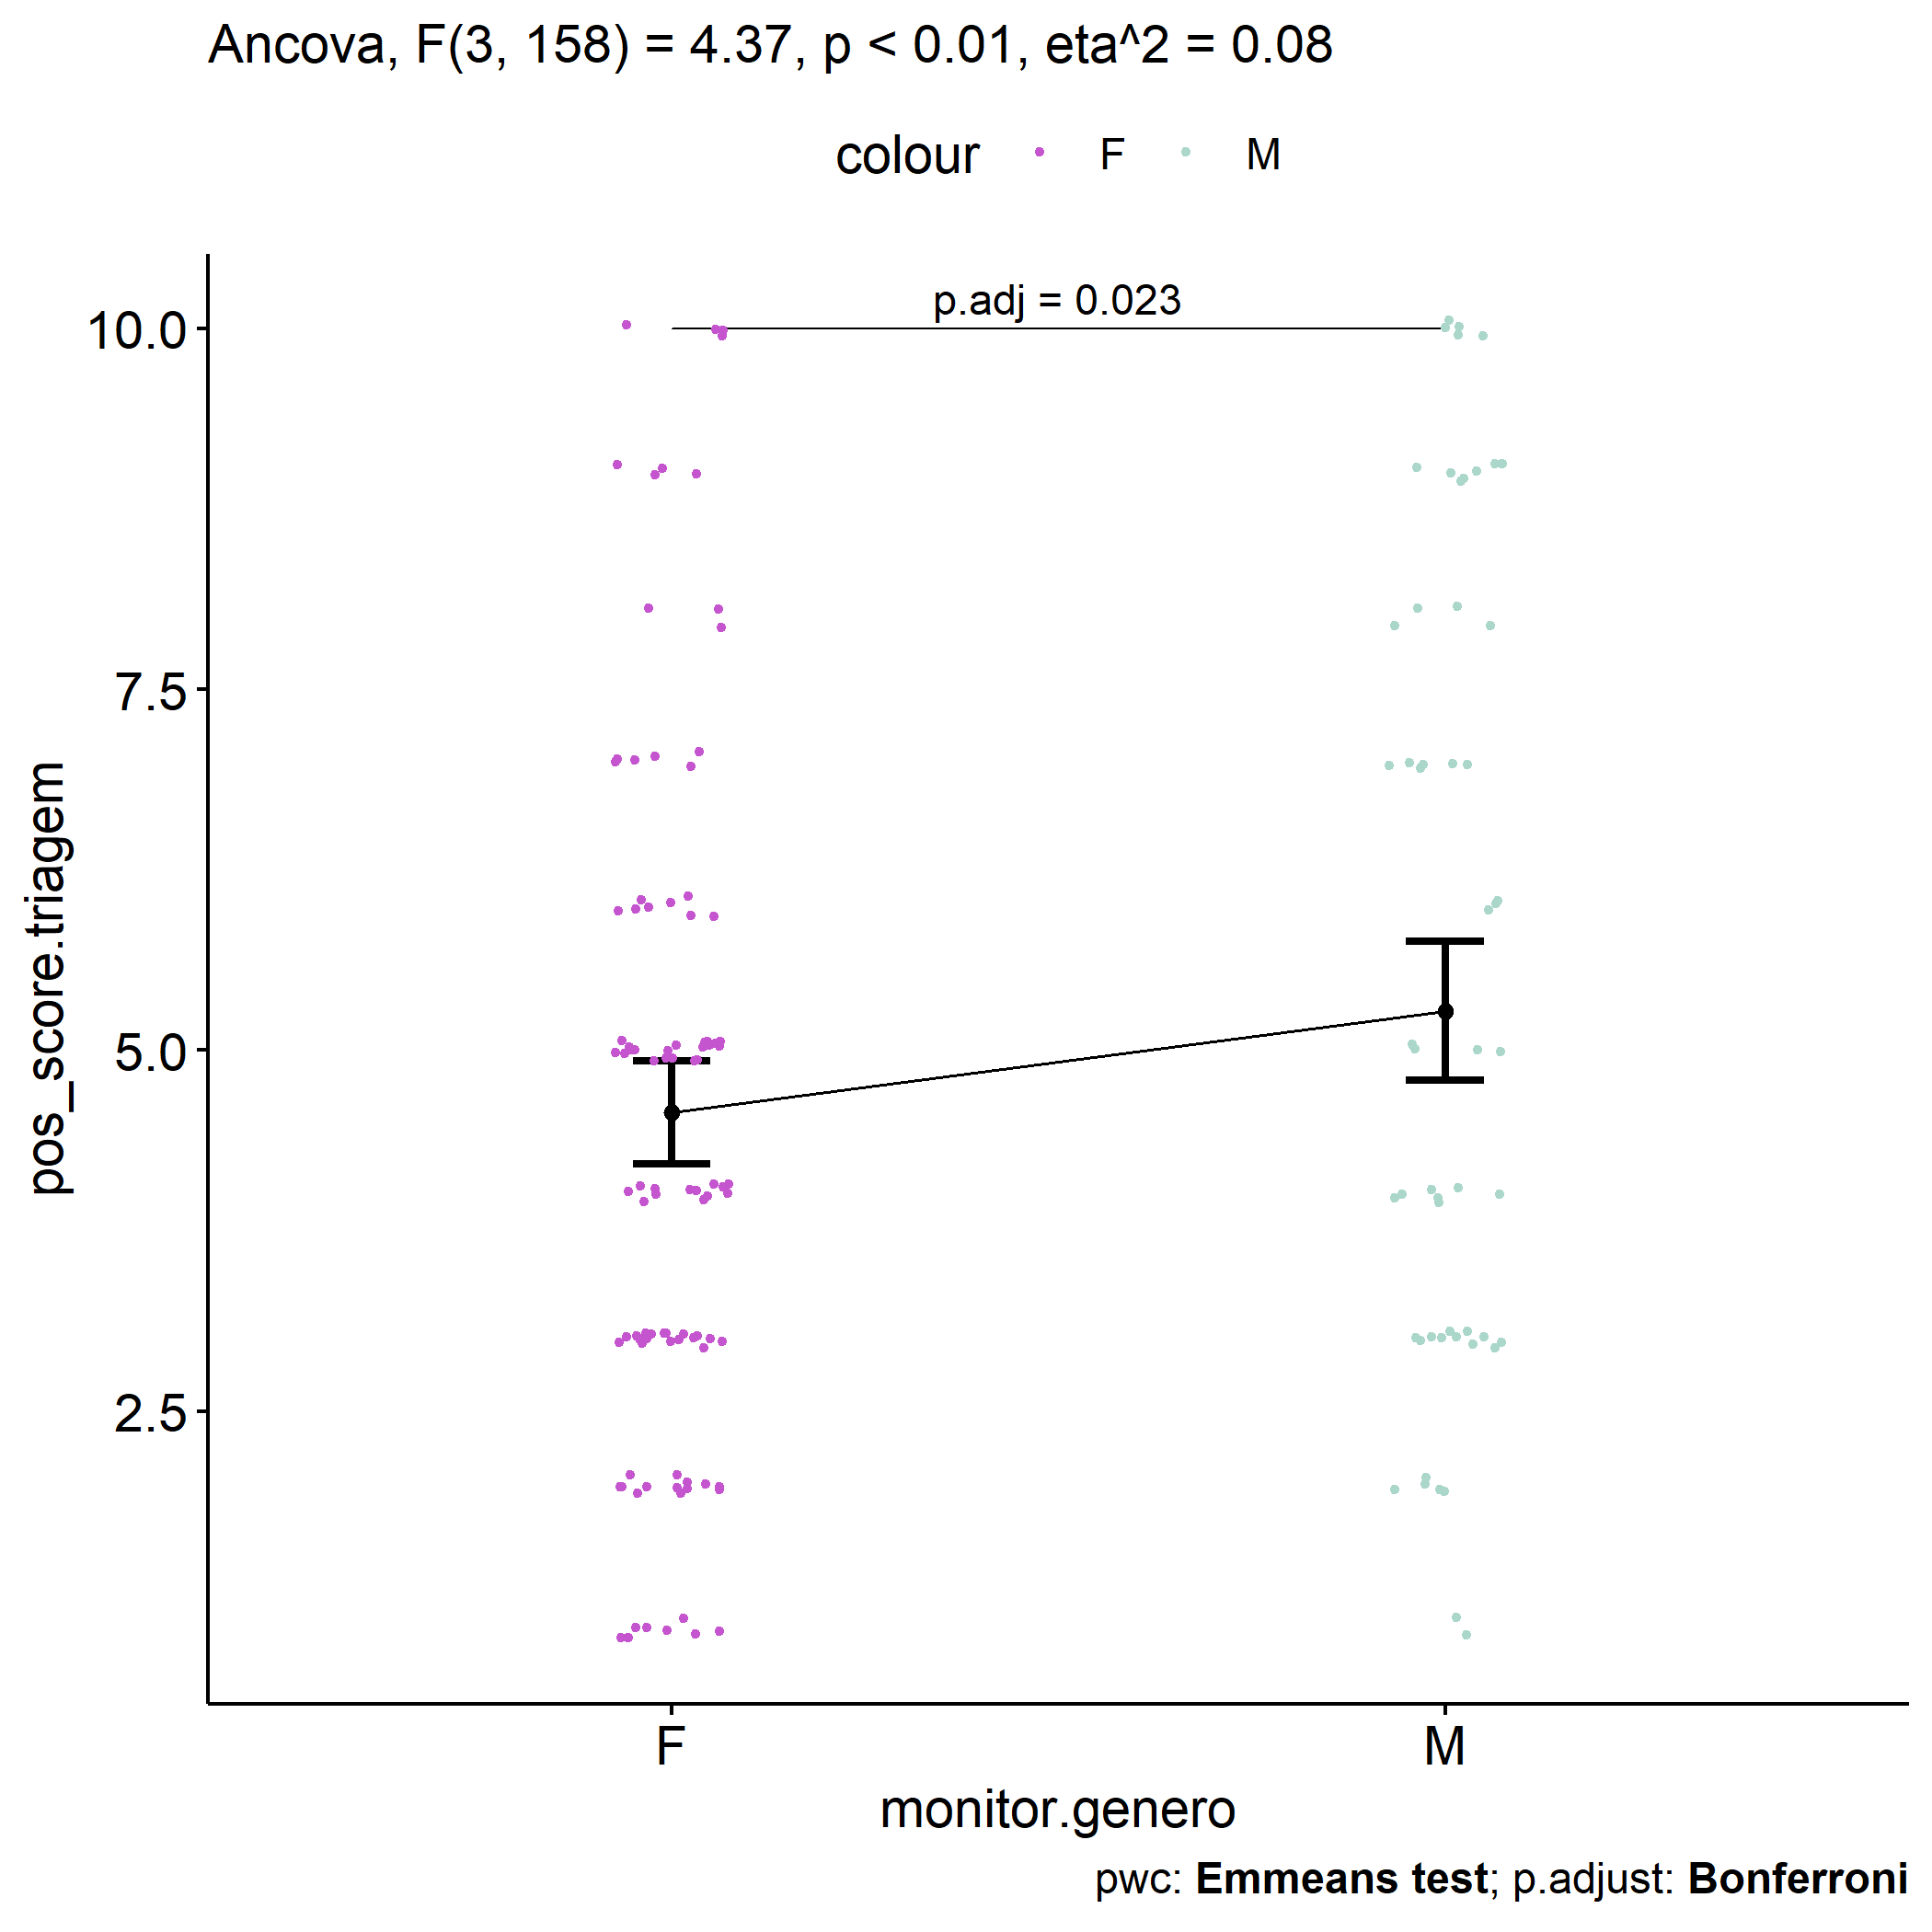 Ancova, F(3, 158) = 4.37, p < 0.01, eta^2 = 0.08
colour F M
p.adj = 0.023
10.0
7.5
5.0
2.5
pos_score.triagem
F M
monitor.genero
pwc: Emmeans test; p.adjust: Bonferroni